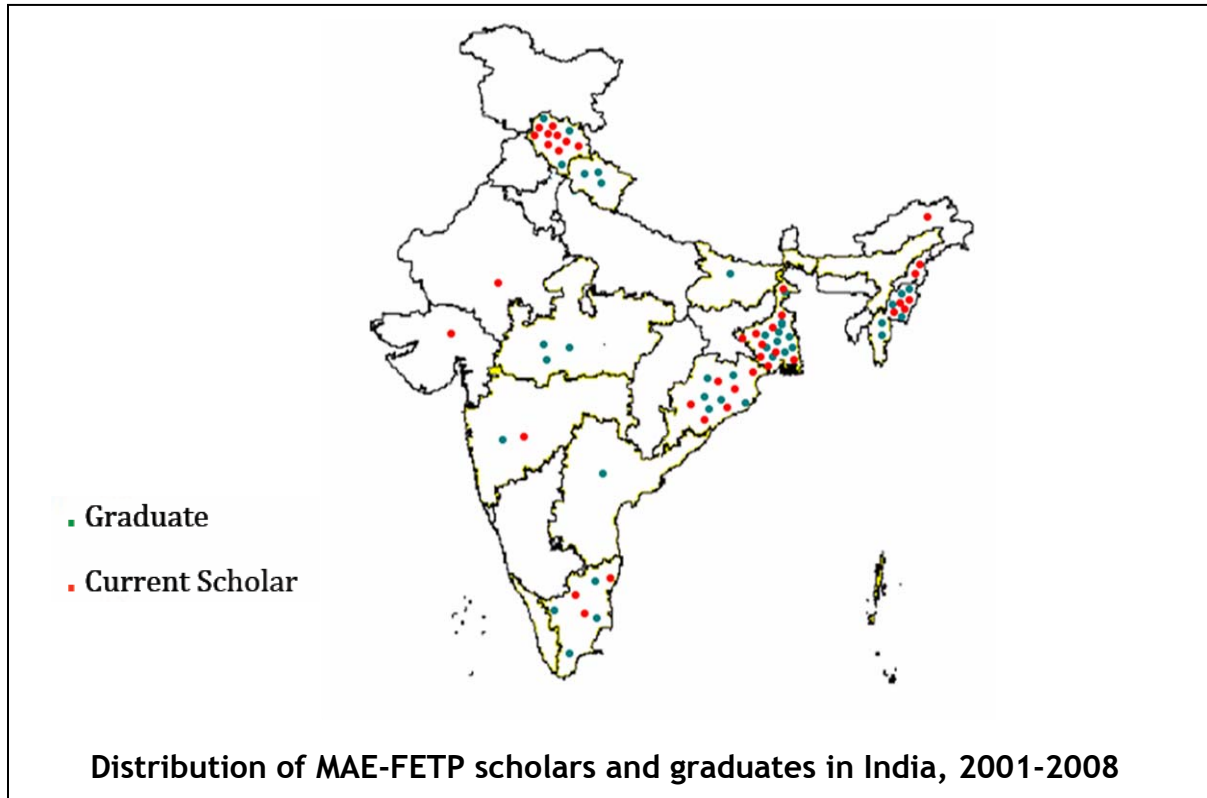 Graduate
Current Scholar
Distribution of MAE-FETP scholars and graduates in India, 2001-2008